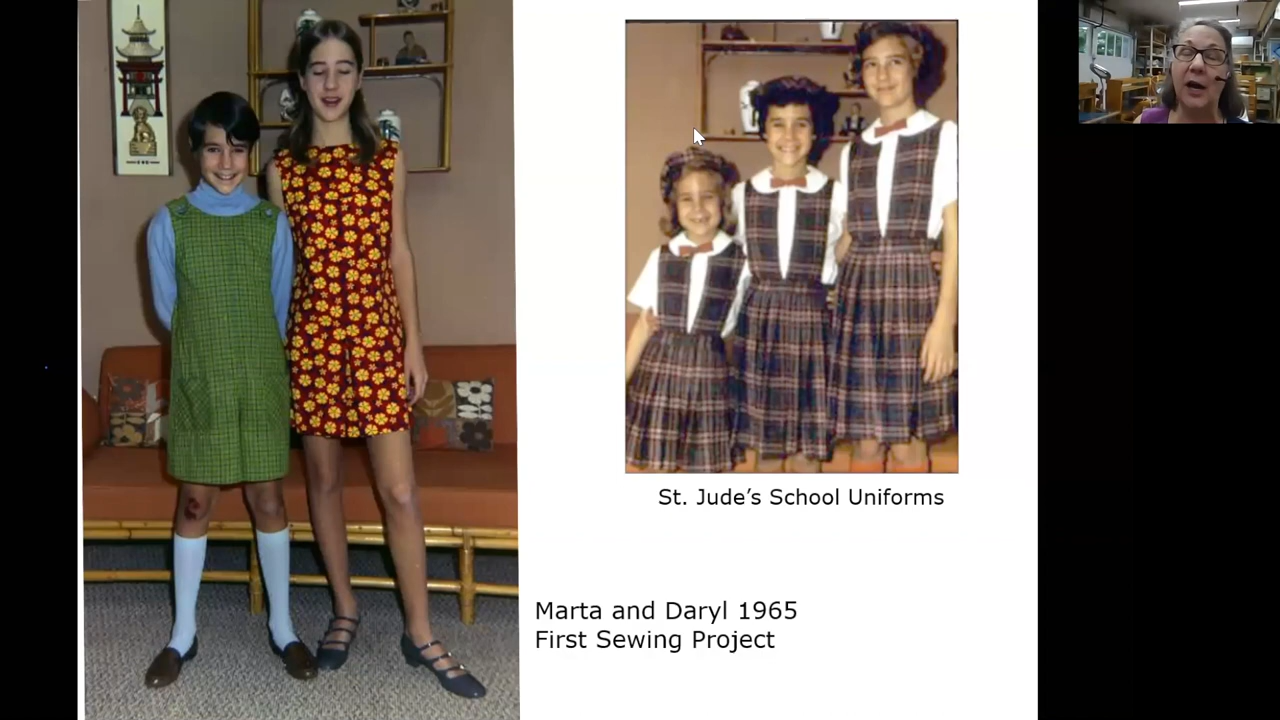 St. Jude’s School Uniforms
Marta and Daryl 1965
First Sewing Project